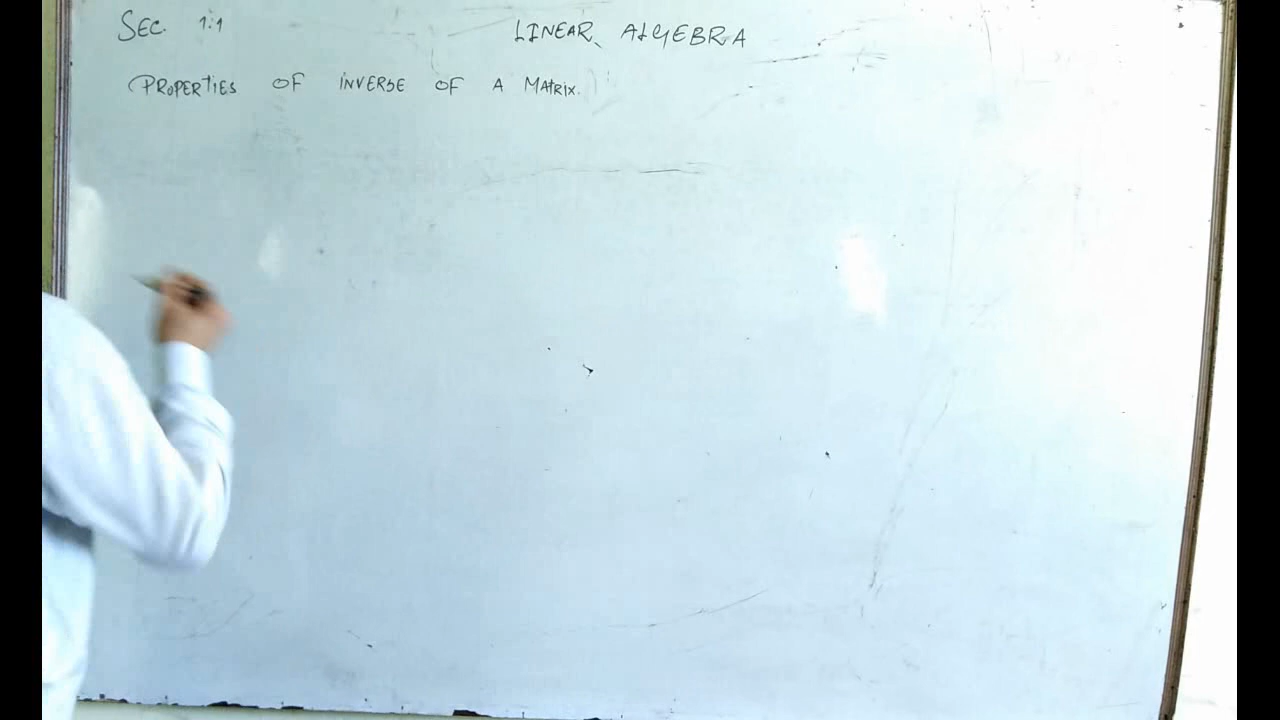 SEC. 1.1
LINEAR ALGEBRA
PROPERTIES OF INVERSE OF A MATRIX.